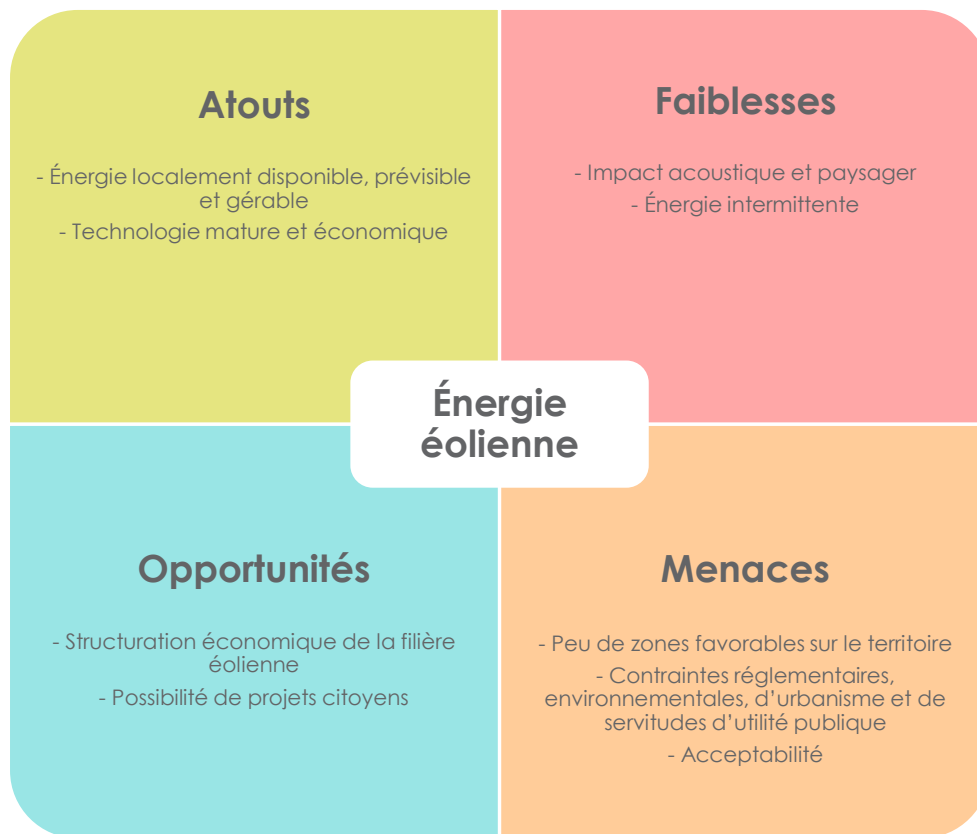 Atouts
- Énergie localement disponible, prévisible
et gérable
- Technologie mature et économique
Faiblesses
- Impact acoustique et paysager
- Énergie intermittente
Énergie
éolienne
Opportunités
- Structuration économique de la filière
éolienne
- Possibilité de projets citoyens
Menaces
- Peu de zones favorables sur le territoire
- Contraintes réglementaires,
environnementales, d’urbanisme et de
servitudes d’utilité publique
- Acceptabilité